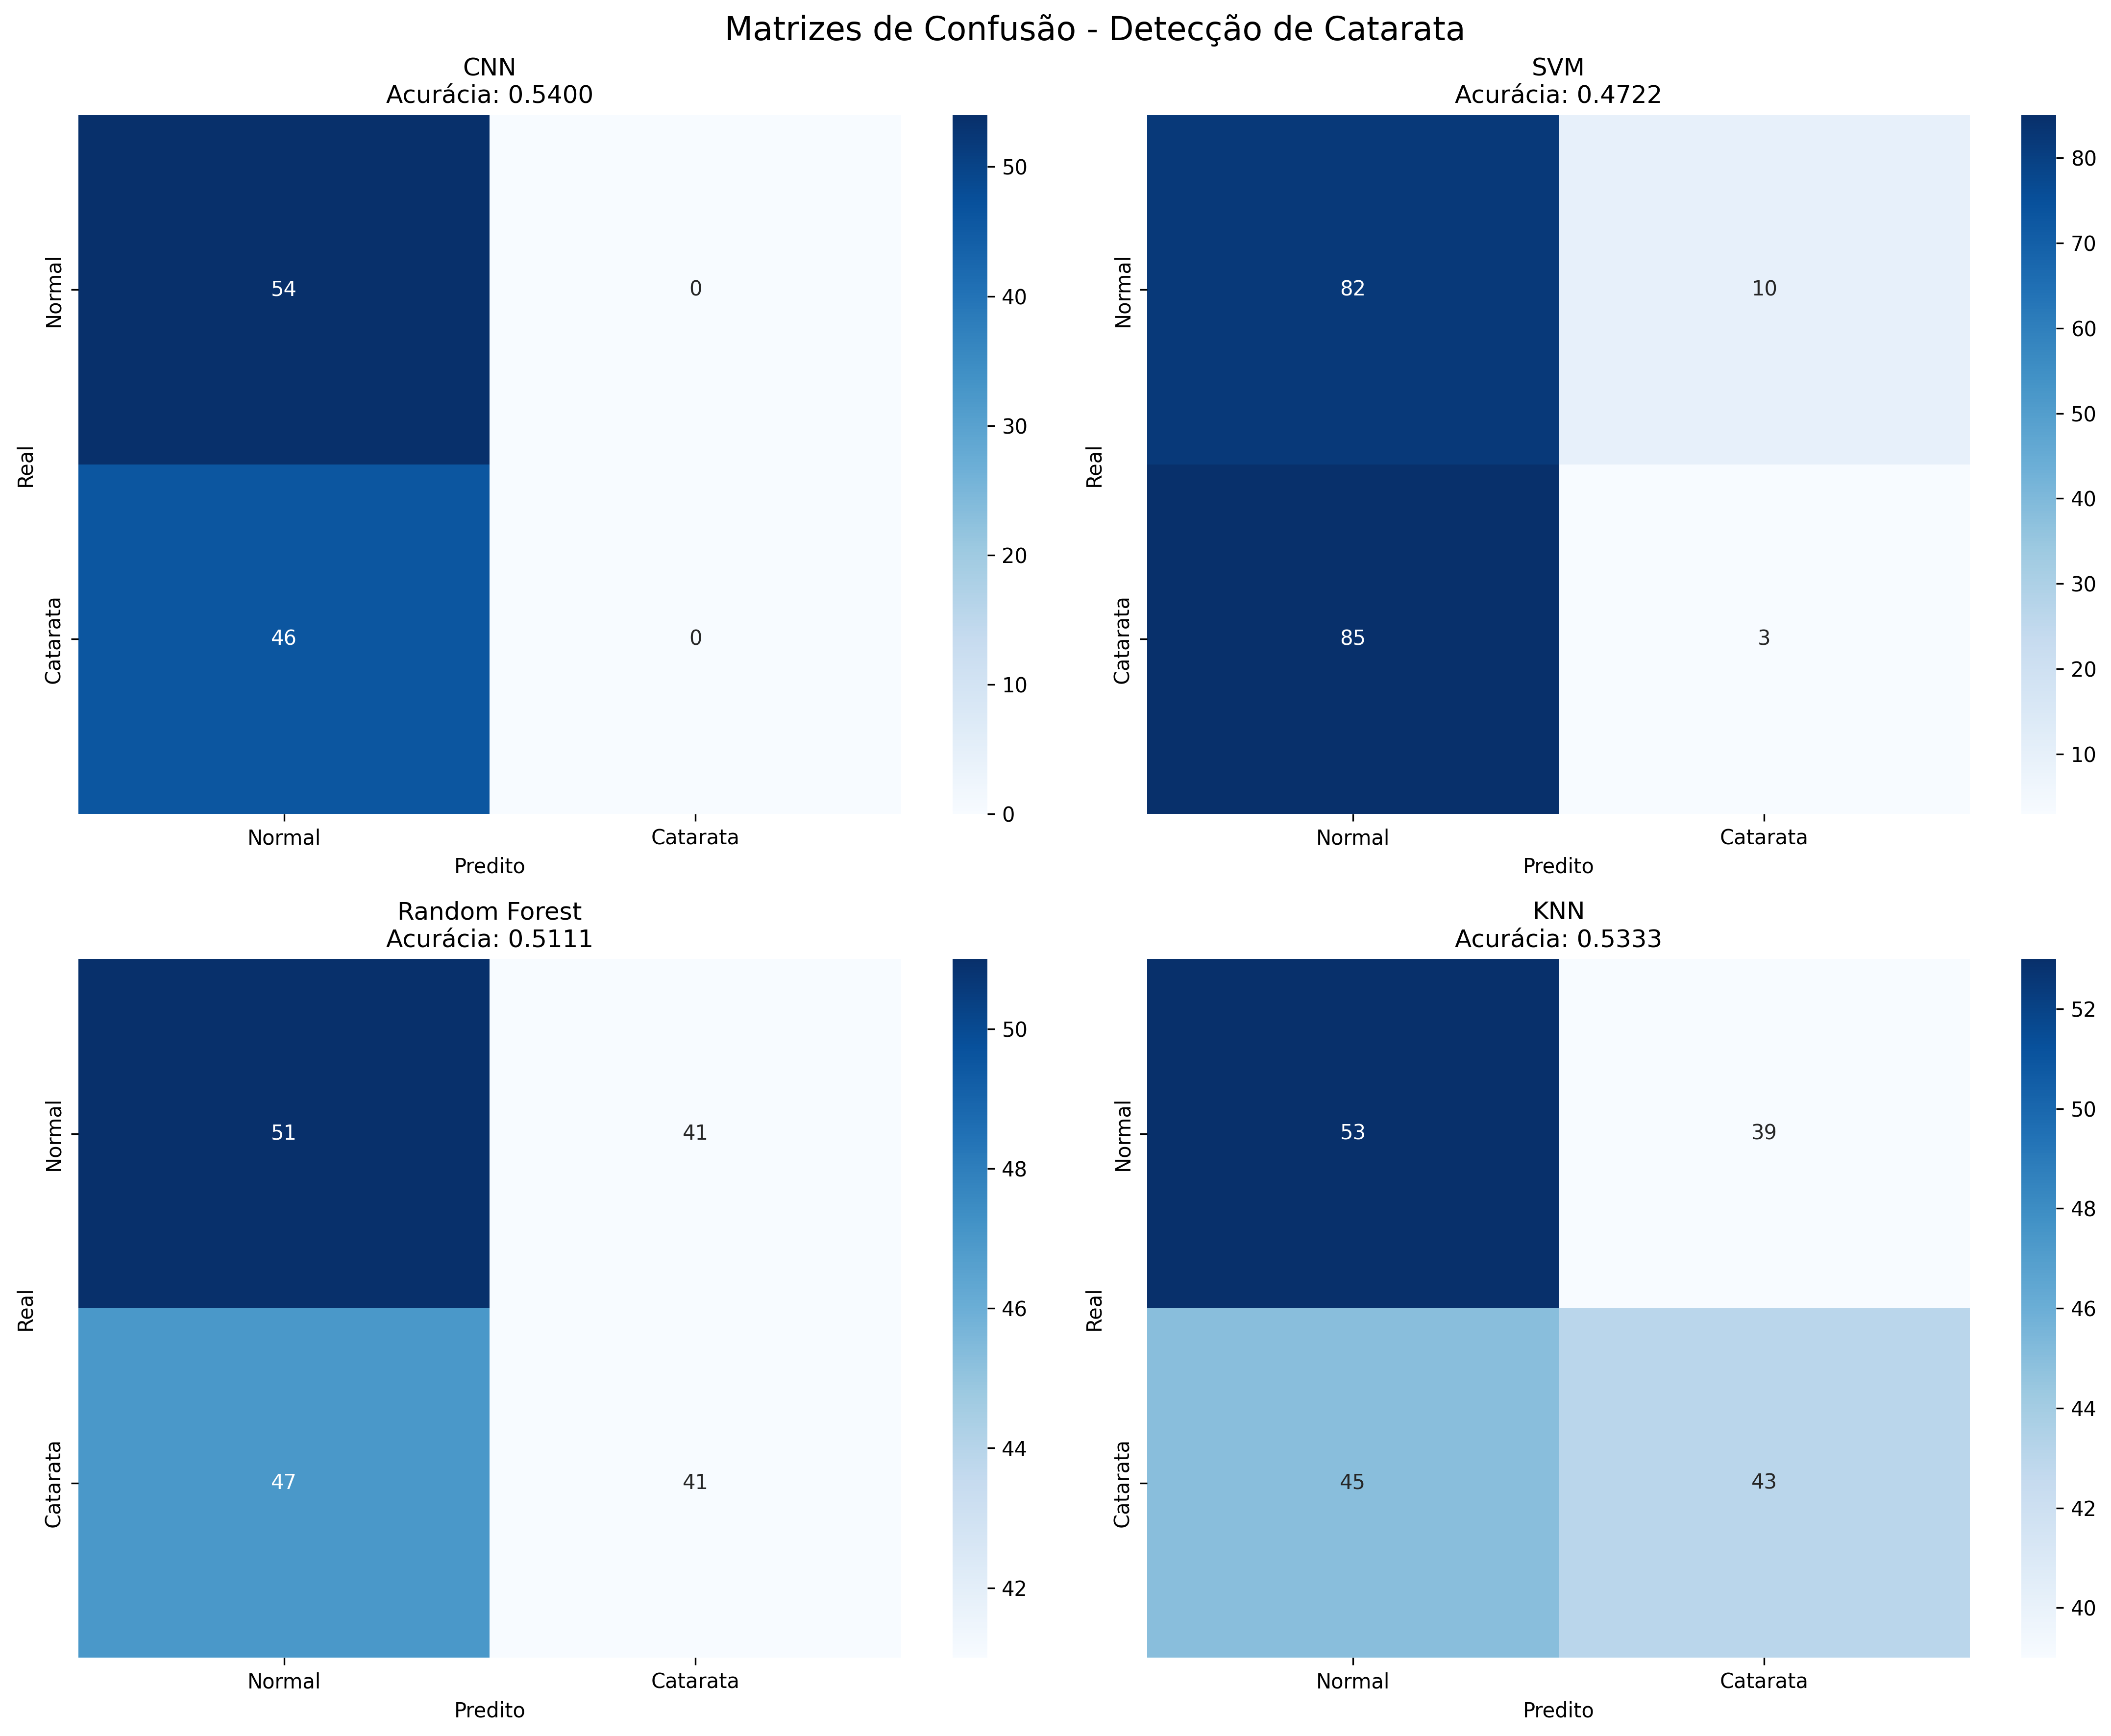 Matrizes de Confusão - Detecção de Catarata
CNN
Acurácia: 0.5400
Real
Normal
Catarata
54
0
46
0
Normal
Catarata
Predito
50
40
30
20
10
0
SVM
Acurácia: 0.4722
Real
Normal
Catarata
82
10
85
3
Normal
Catarata
Predito
80
70
60
50
40
30
20
10
Random Forest
Acurácia: 0.5111
Real
Normal
Catarata
51
41
47
41
Normal
Catarata
Predito
50
48
46
44
42
KNN
Acurácia: 0.5333
Real
Normal
Catarata
53
39
45
43
Normal
Catarata
Predito
52
50
48
46
44
42
40